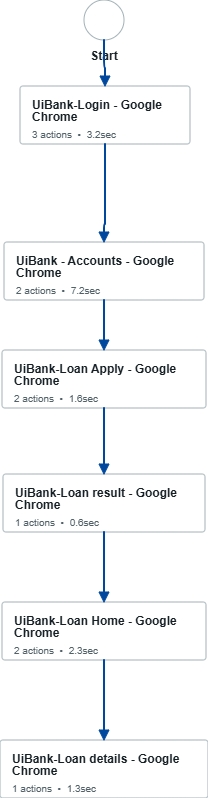 Start
UiBank-Login - Google
Chrome
3 actions • 3.2sec
UiBank - Accounts - Google
Chrome
2 actions • 7.2sec
UiBank-Loan Apply - Google
Chrome
2 actions • 1.6sec
UiBank-Loan result - Google
Chrome
1 actions • 0.6sec
UiBank-Loan Home - Google
Chrome
2 actions • 2.3sec
UiBank-Loan details - Google
Chrome
1 actions • 1.3sec